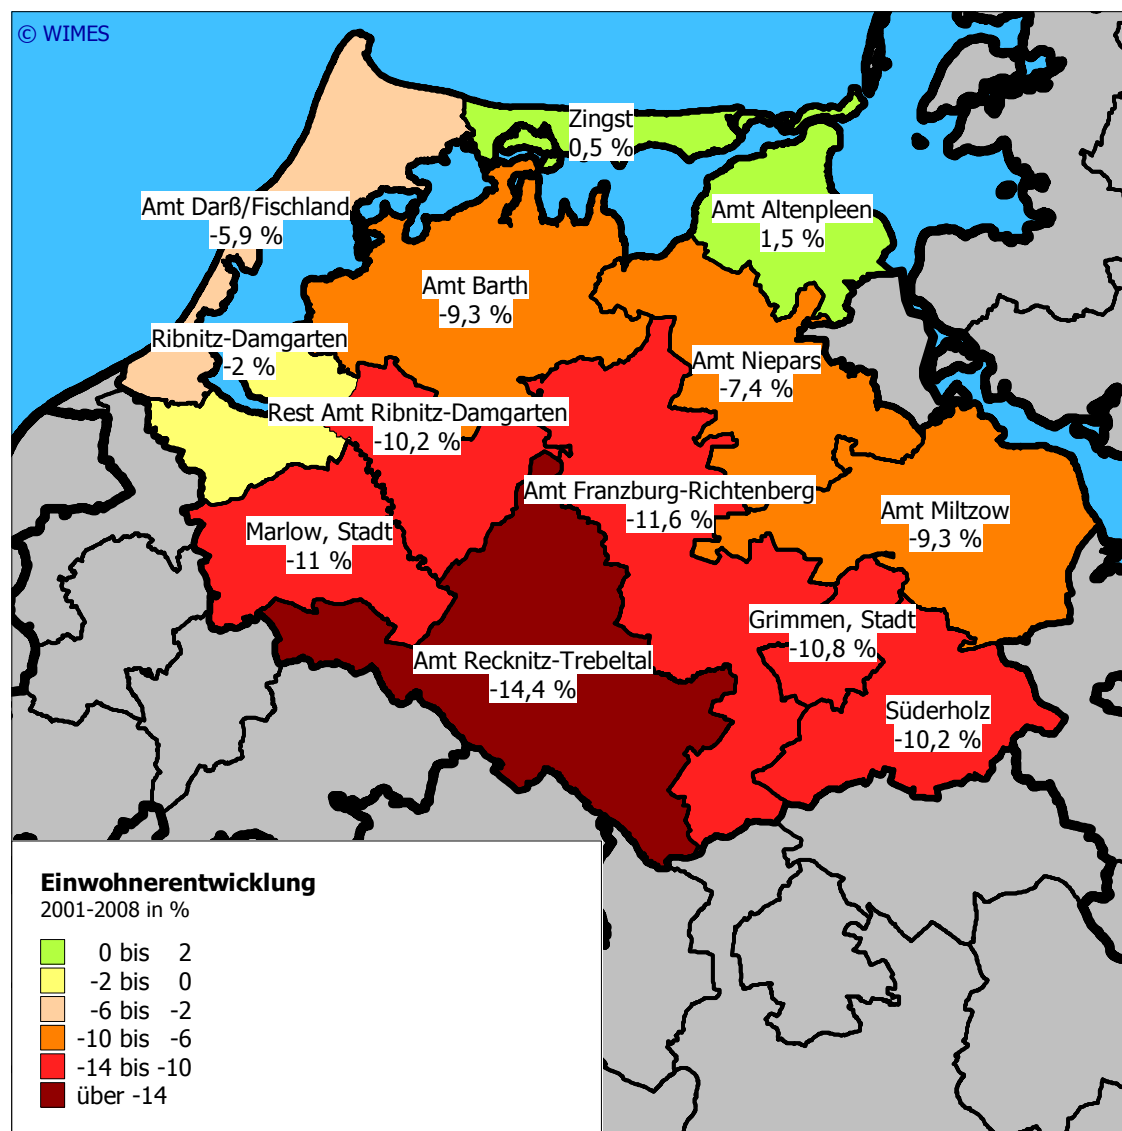 © WIMES
Zingst
0,5 %
Amt Darß/Fischland
-5,9 %
Amt Altenpleen
1,5 %
Amt Barth
-9,3 %
Ribnitz-Damgarten
-2 %
Amt Niepars
-7,4 %
Rest Amt Ribnitz-Damgarten
-10,2 %
Amt Franzburg-Richtenberg
-11,6 %
Amt Miltzow
-9,3 %
Marlow, Stadt
-11 %
Grimmen, Stadt
-10,8 %
Amt Recknitz-Trebeltal
-14,4 %
Süderholz
-10,2 %
Einwohnerentwicklung
2001-2008 in %
0 bis 2
-2 bis 0
-6 bis -2
-10 bis -6
-14 bis -10
über -14